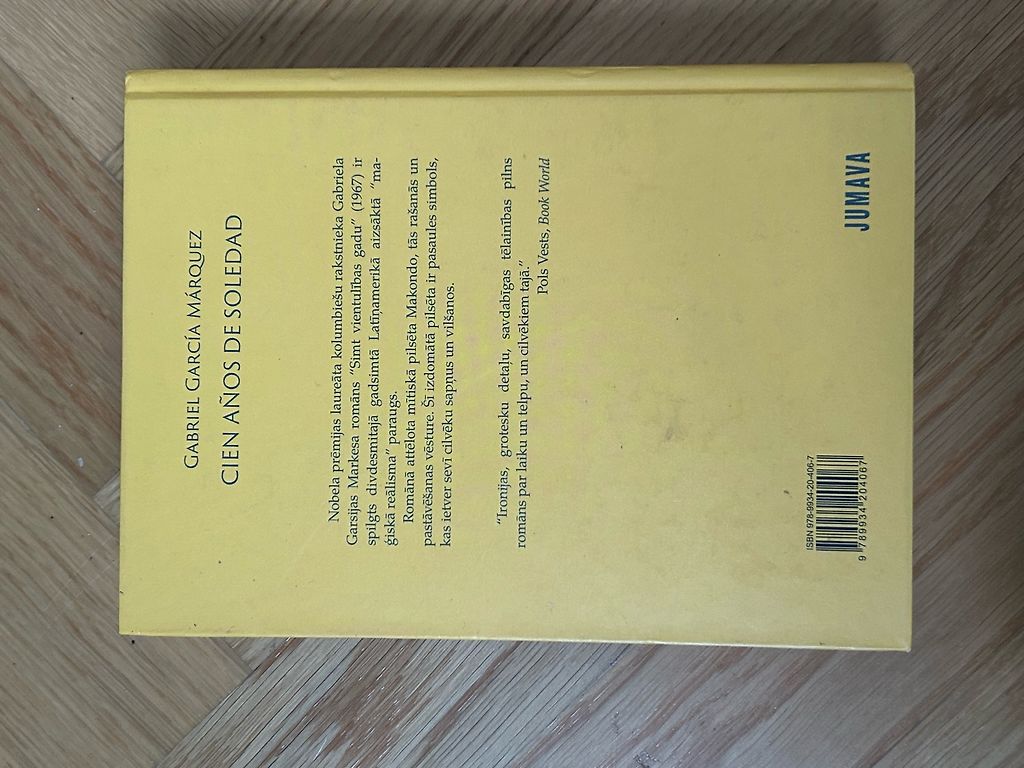 GABRIEL GARCÍA MÁRQUEZ
CIEN AÑOS DE SOLEDAD
Nobela prēmijas laureāta kolumbiešu rakstnieka Gabriela
Garsijas Markesa romāns "Simt vientulības gadu" (1967) ir
spilgts divdesmitajā gadsimtā Latīņamerikā aizsāktā "ma-
ģiskā reālisma" paraugs.
Romānā attēlota mītiskā pilsēta Makondo, tās rašanās un
pastāvēšanas vēsture. Šī izdomātā pilsēta ir pasaules simbols,
kas ietver sevī cilvēku sapņus un vilšanos.
"Ironijas, grotesku detaļu, savdabīgas tēlainības pilns
romāns par laiku un telpu, un cilvēkiem tajā."
Pols Vests, Book World
ISBN 978-9934-20-406-7
9 789934 204067
JUMAVA